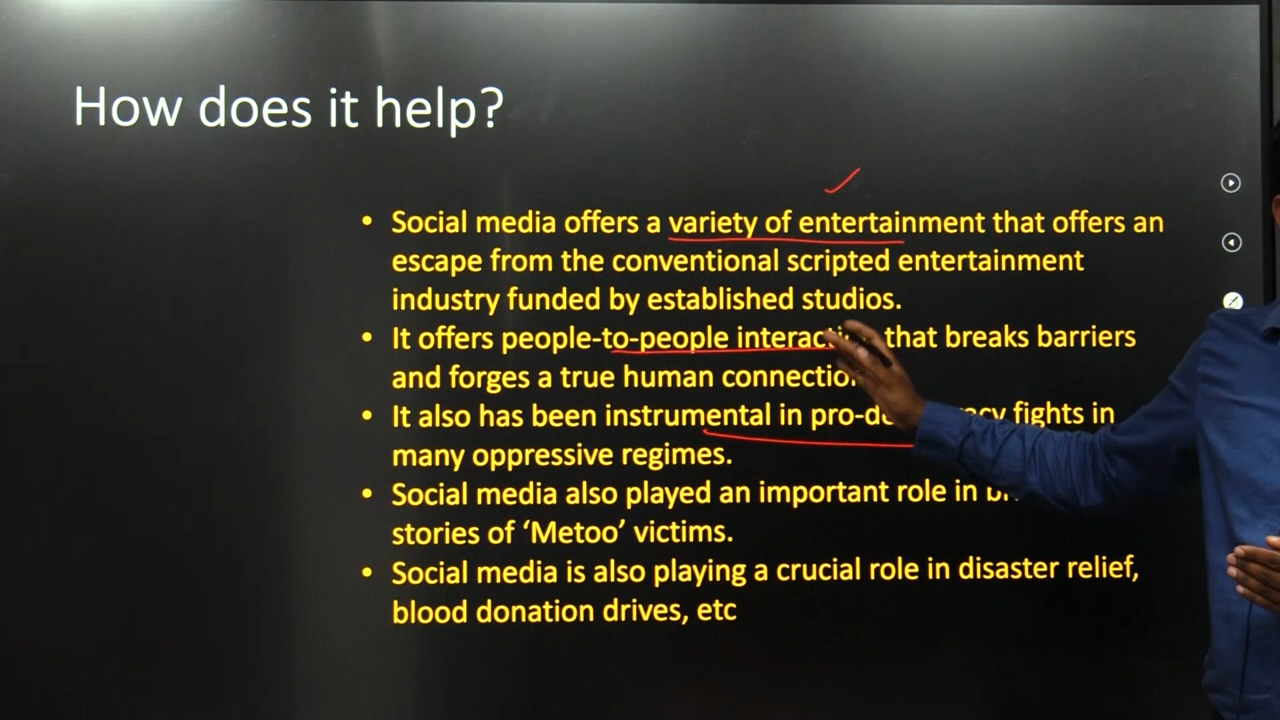 How does it help?
• Social media offers a variety of entertainment that offers an
escape from the conventional scripted entertainment
industry funded by established studios.
• It offers people-to-people that breaks barriers
and forges a true human
• It also has been instrumental in fights in
many oppressive regimes.
• Social media also played an important role in
stories of ‘Metoo’ victims.
• Social media is also playing a crucial role in disaster relief,
blood donation drives, etc